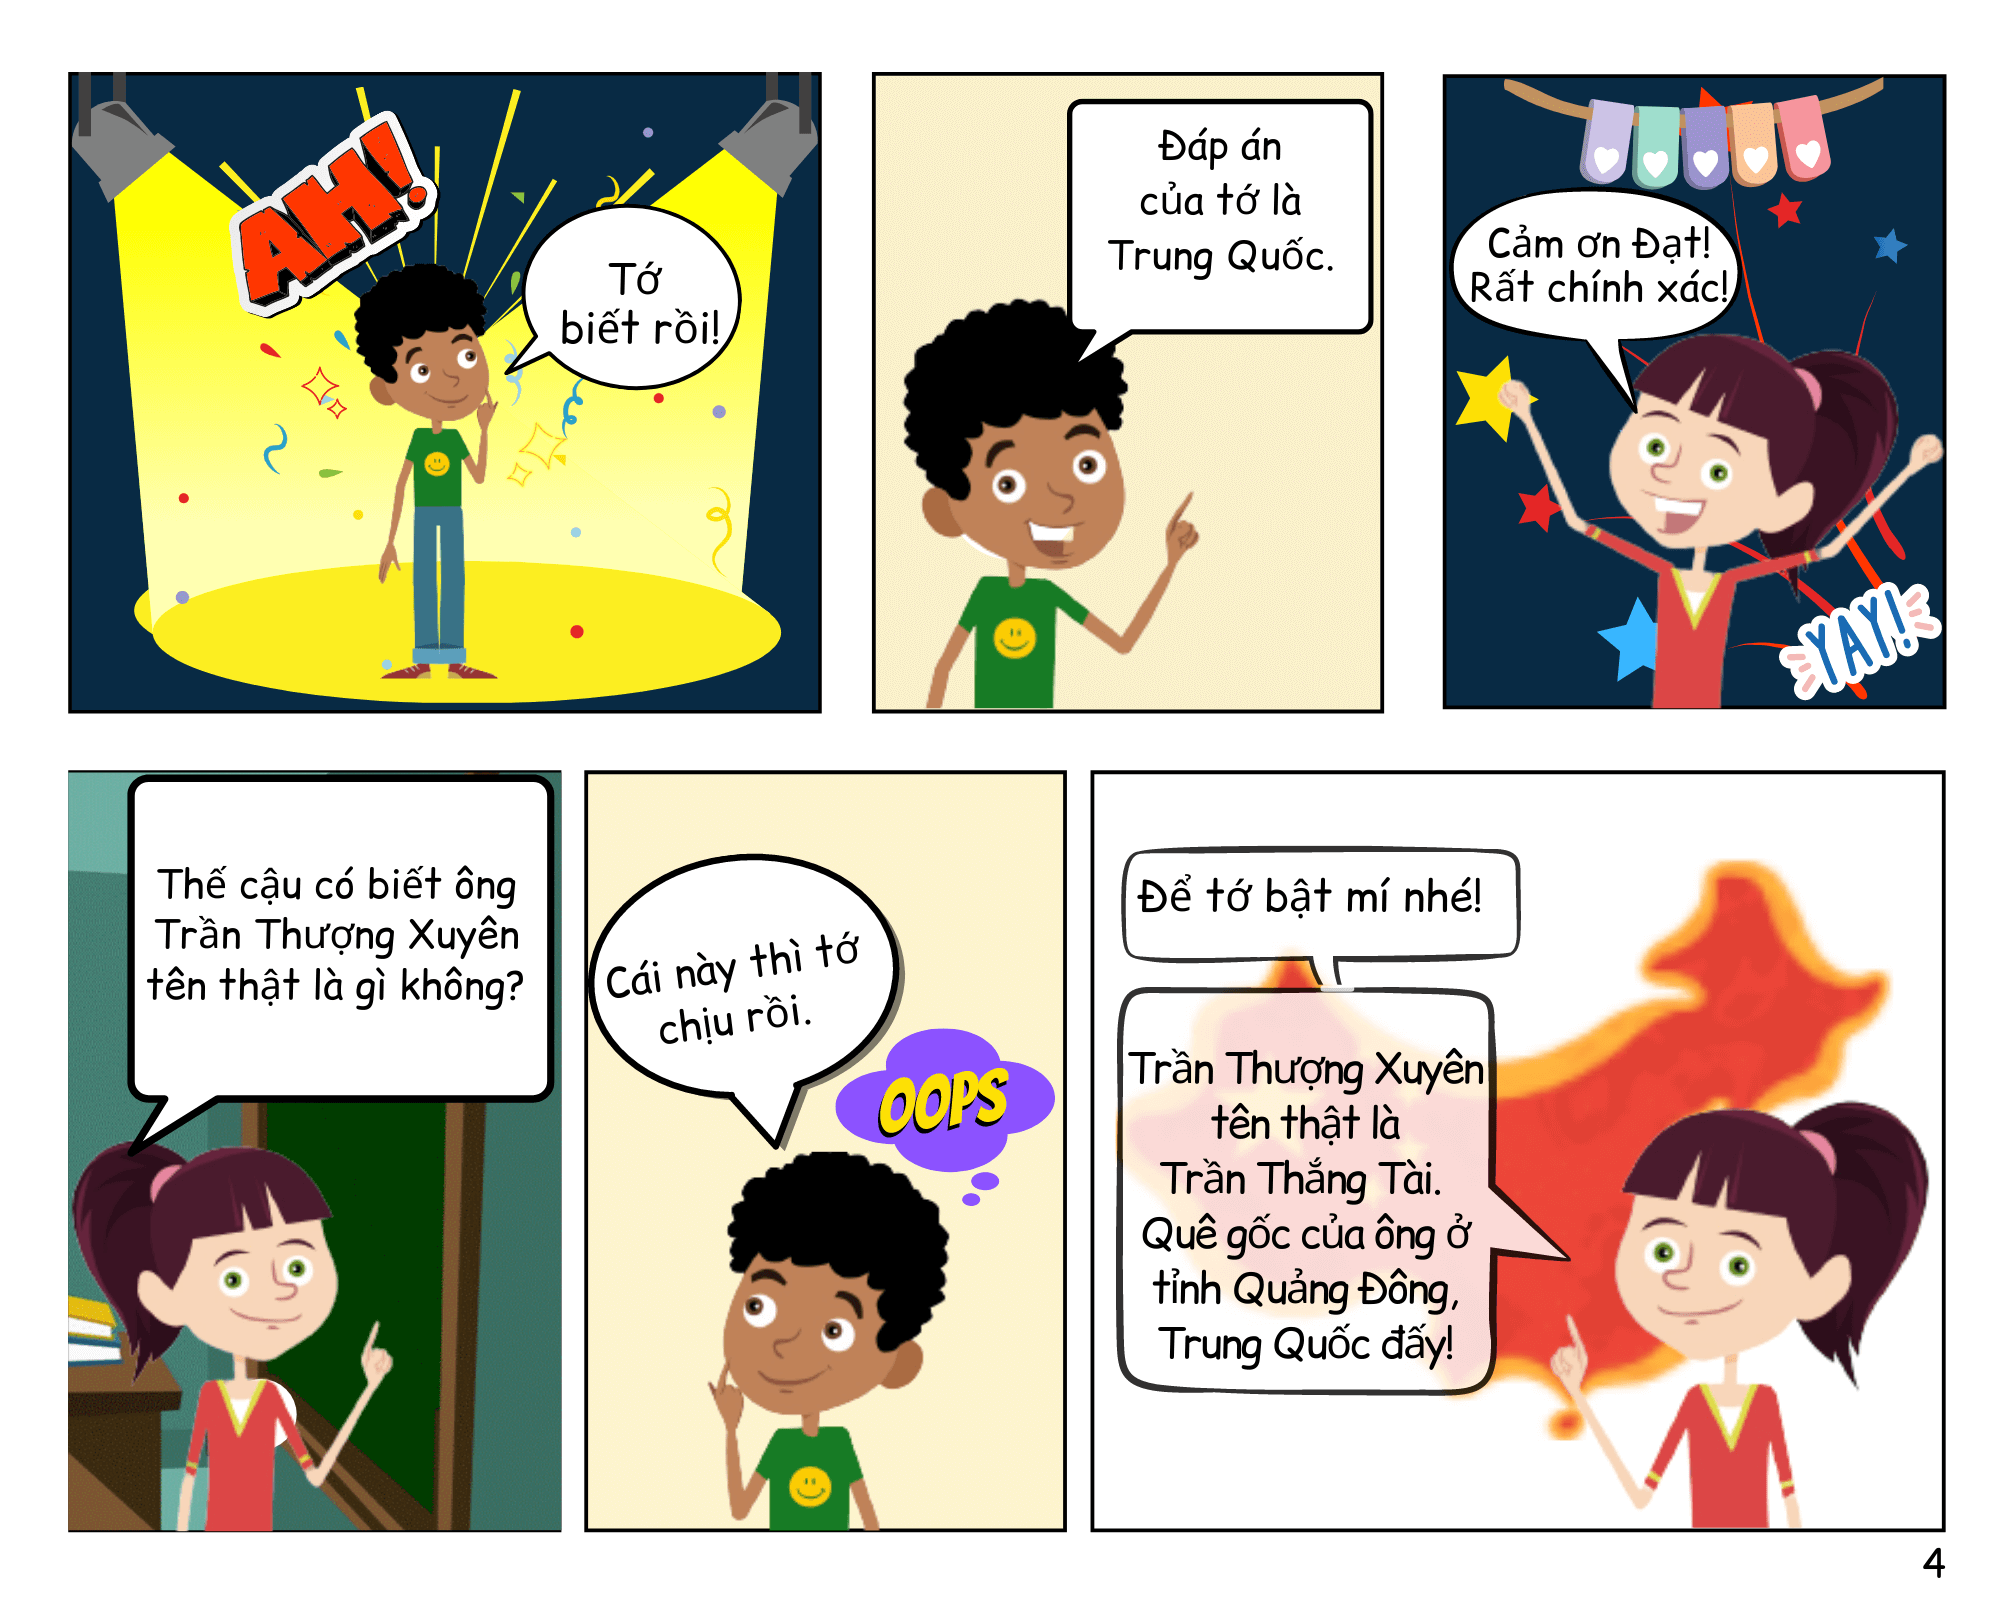 AH!
Tớ
biết rồi!
Đáp án
của tớ là
Trung Quốc.
Cảm ơn Đạt!
Rất chính xác!
YAY!
Thế cậu có biết ông
Trần Thượng Xuyên
tên thật là gì không?
Cái này thì tớ
chịu rồi.
OOPS
Để tớ bật mí nhé!
Trần Thượng Xuyên
tên thật là
Trần Thắng Tài.
Quê gốc của ông ở
tỉnh Quảng Đông,
Trung Quốc đấy!
4